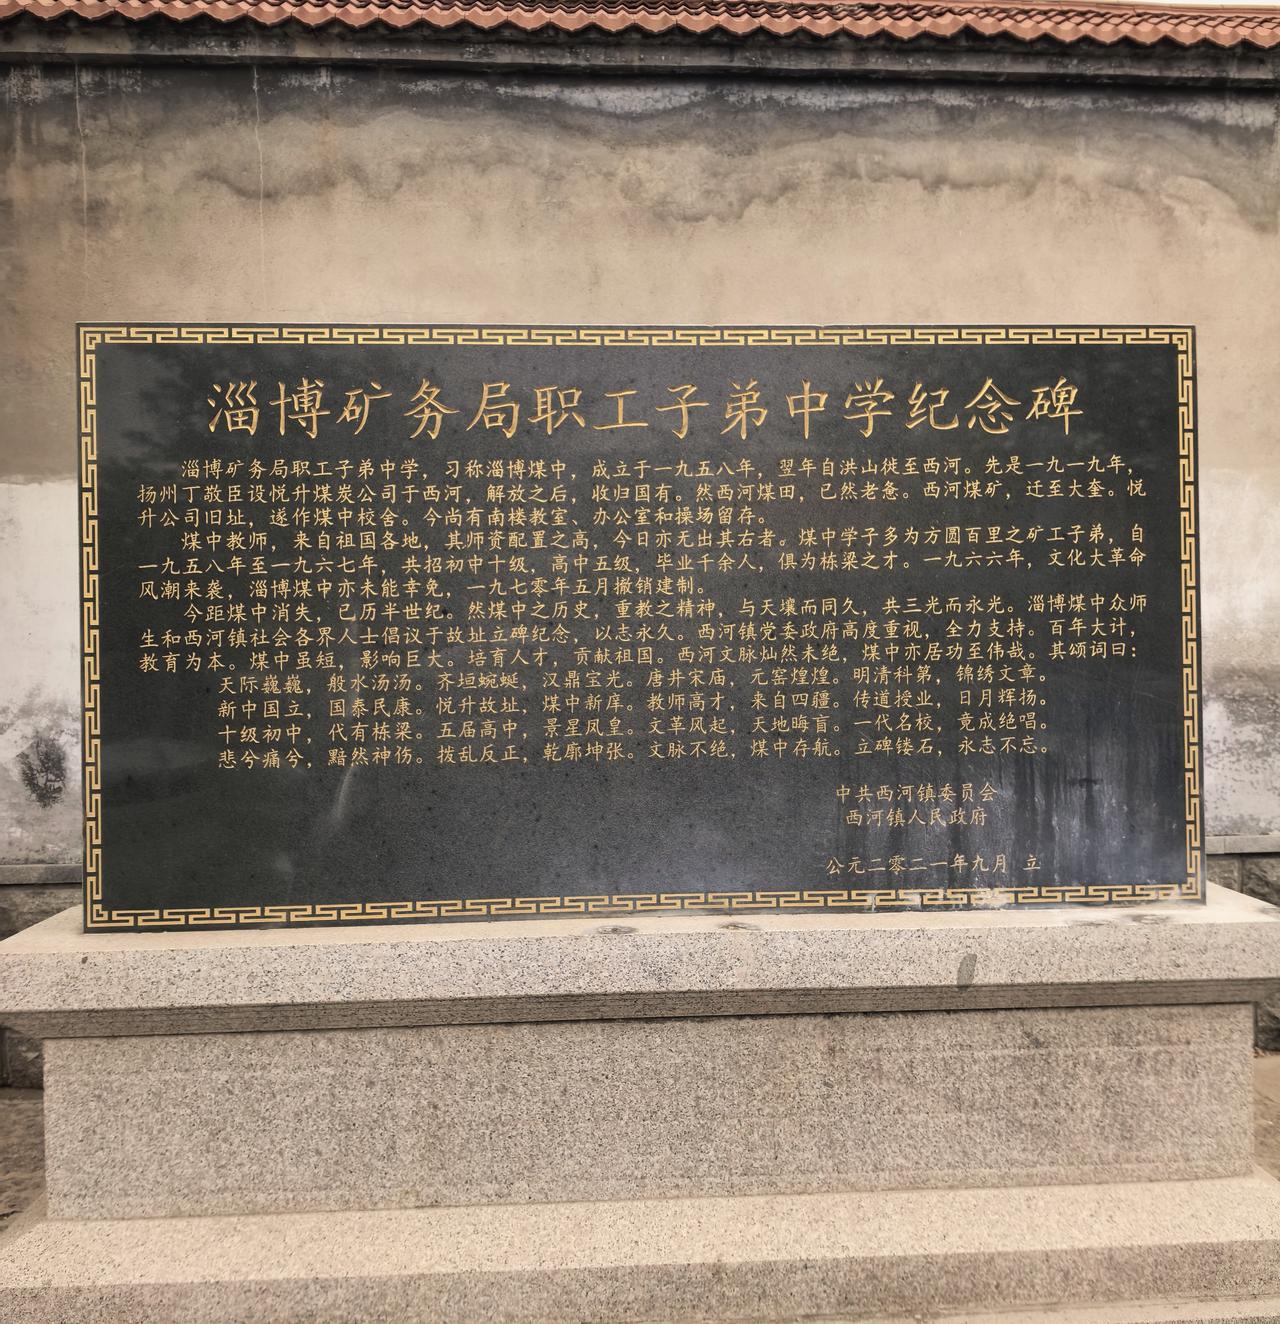 淄博矿务局职工子弟中学纪念碑
淄博矿务局职工子弟中学，习称淄博煤中，成立于一九五八年，翌年自洪山徙至西河。先是一九一九年，
扬州丁敬臣设悦升煤炭公司于西河，解放之后，收归国有。然西河煤田，已然老惫。西河煤矿，迁至大奎。悦
升公司旧址，遂作煤中校舍。今尚有南楼教室、办公室和操场留存。
煤中教师，来自祖国各地，其师资配置之高，今日亦无出其右者。煤中学子多为方圆百里之矿工子弟，自
一九五八年至一九六七年，共招初中十级，高中五级，毕业千余人，俱为栋梁之才。一九六六年，文化大革命
风潮来袭，淄博煤中亦未能幸免，一九七零年五月撤销建制。
今距煤中消失，已历半世纪。然煤中之历史，重教之精神，与天壤而同久，共三光而永光。淄博煤中众师
生和西河镇社会各界人士倡议于故址立碑纪念，以志永久。西河镇党委政府高度重视，全力支持。百年大计，
教育为本。煤中虽短，影响巨大。培育人才，贡献祖国。西河文脉灿然未绝，煤中亦居功至伟哉。其颂词曰：
天际巍巍，般水汤汤。齐垣蜿蜒，汉鼎宝光。唐井宋庙，元窑煌煌。明清科第，锦绣文章。
新中国立，国泰民康。悦升故址，煤中新庠。教师高才，来自四疆。传道授业，日月辉扬。
十级初中，代有栋梁。五届高中，景星凤皇。文革风起，天地晦盲。一代名校，竟成绝唱。
悲兮痛兮，黯然神伤。拨乱反正，乾廓坤张。文脉不绝，煤中存航。立碑镂石，永志不忘。
中共西河镇委员会
西河镇人民政府
公元二零二一年九月 立